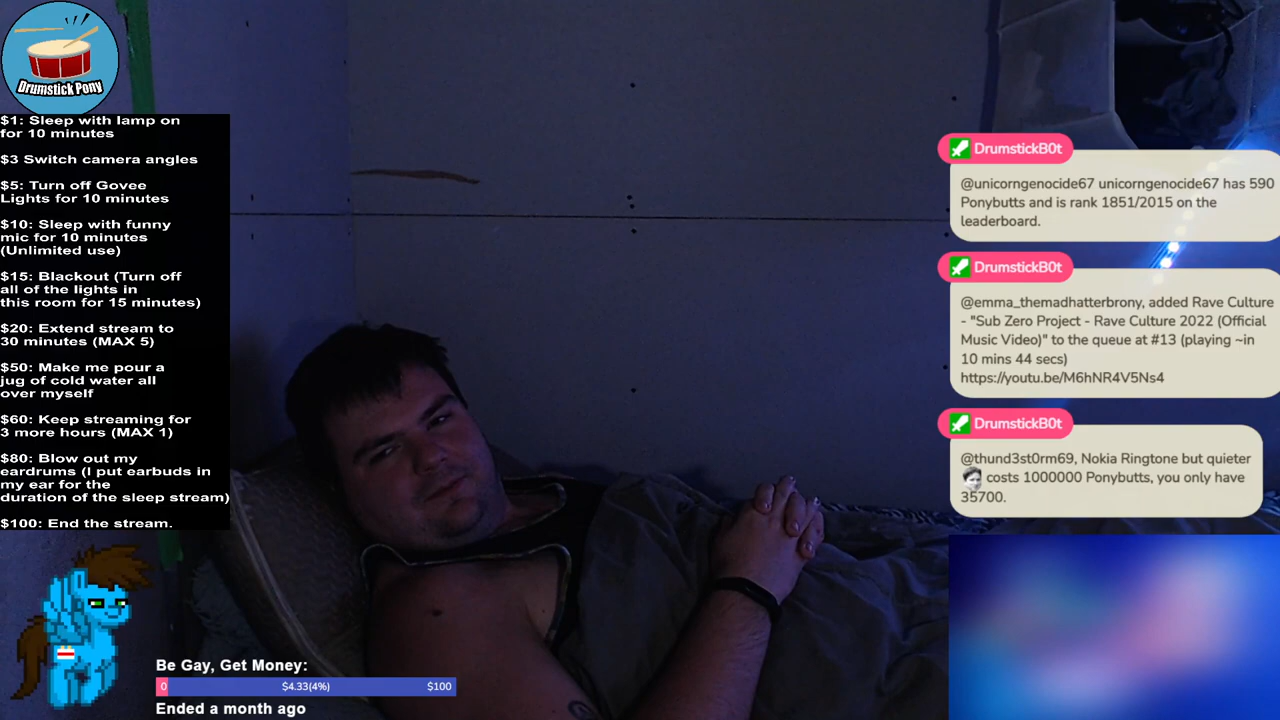 Drumstick Pony
$1: Sleep with lamp on
for 10 minutes
$3 Switch camera angles
$5: Turn off Govee
Lights for 10 minutes
$10: Sleep with funny
mic for 10 minutes
(Unlimited use)
$15: Blackout (Turn off
all of the lights in
this room for 15 minutes)
$20: Extend stream to
30 minutes (MAX 5)
$50: Make me pour a
jug of cold water all
over myself
$60: Keep streaming for
3 more hours (MAX 1)
$80: Blow out my
eardrums (I put earbuds in
my ear for the
duration of the sleep stream)
$100: End the stream.
Be Gay, Get Money:
0 $4.33(4%) $100
Ended a month ago
DrumstickB0t
@unicorngenocide67 unicorngenocide67 has 590
Ponybutts and is rank 1851/2015 on the
leaderboard.
DrumstickB0t
@emma_themadhatterbrony, added Rave Culture
- "Sub Zero Project - Rave Culture 2022 (Official
Music Video)" to the queue at #13 (playing ~in
10 mins 44 secs)
https://youtu.be/M6hNR4V5Ns4
DrumstickB0t
@thund3st0rm69, Nokia Ringtone but quieter
costs 1000000 Ponybutts, you only have
35700.